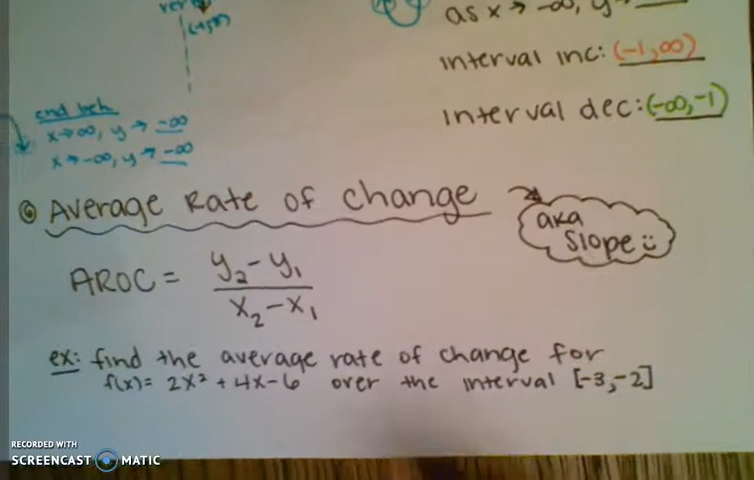 as x → -∞, y →
(-1,∞)
interval inc: (-1,∞)
interval dec: (-∞,-1)
end beh.
x→∞, y → -∞
x→-∞, y → -∞
Average Rate of change
aka
slope
AROC = y₂-y₁ / x₂-x₁
ex: find the average rate of change for
f(x)= 2x² + 4x-6 over the interval [-3,-2]
RECORDED WITH
SCREENCAST MATIC